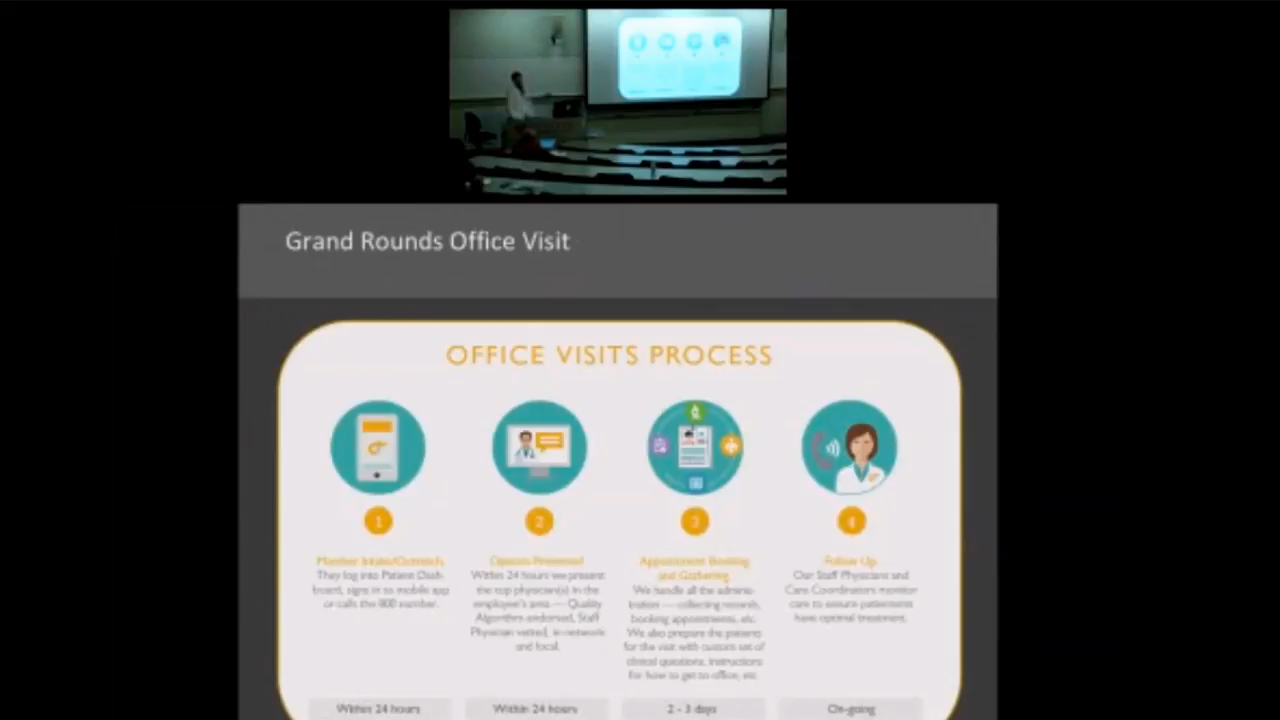 Grand Rounds Office Visit
OFFICE VISITS PROCESS
1
2
3
4
Member Intake/Outreach
They log into Patient Dash-
board, signs in to mobile app
or calls the 800 number.
Options Presented
Within 24 hours we present
the top physician(s) in the
employee's area — Quality
Algorithm endorsed, Staff
Physician vetted, in-network
and local.
Appointment Booking
and Gathering
We handle all the adminis-
tration — collecting records,
booking appointments, etc.
We also prepare the patients
for the visit with custom set of
clinical questions, instructions
for how to get to office, etc.
Follow Up
Our Staff Physicians and
Care Coordinators monitor
care to ensure patients
have optimal treatment.
Within 24 hours
Within 24 hours
2 - 3 days
On-going